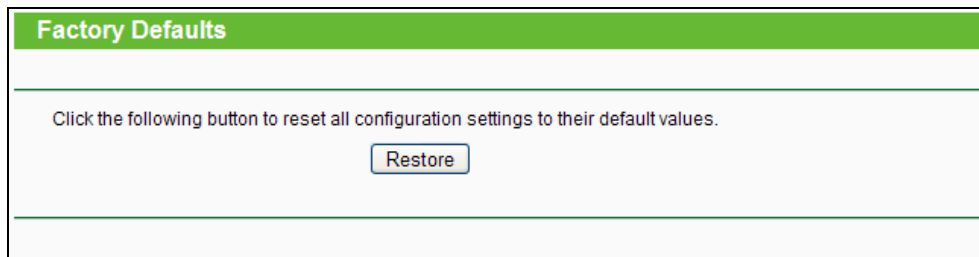 Factory Defaults
Click the following button to reset all configuration settings to their default values.
Restore